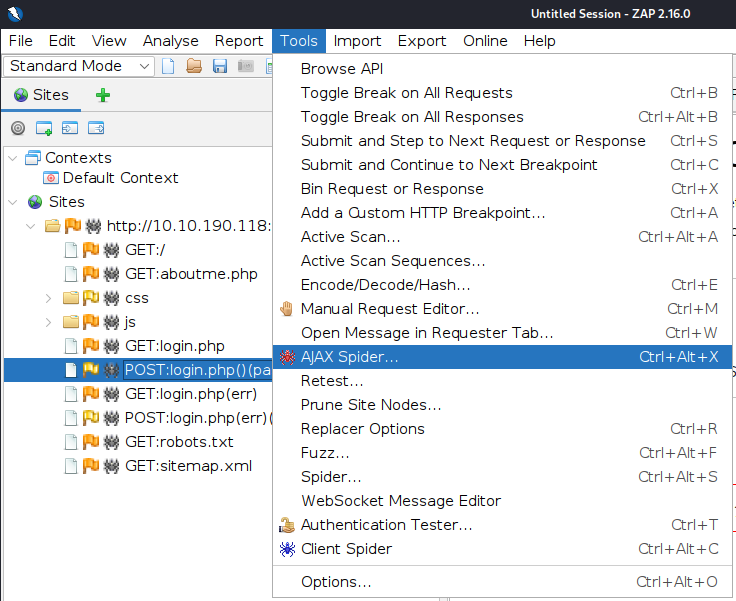 Untitled Session - ZAP 2.16.0
File Edit View Analyse Report Tools Import Export Online Help
Standard Mode
Sites
Contexts
Default Context
Sites
http://10.10.190.118:
GET:/
GET:aboutme.php
css
js
GET:login.php
POST:login.php()(pa
GET:login.php(err)
POST:login.php(err)(
GET:robots.txt
GET:sitemap.xml
Browse API
Toggle Break on All Requests Ctrl+B
Toggle Break on All Responses Ctrl+Alt+B
Submit and Step to Next Request or Response Ctrl+S
Submit and Continue to Next Breakpoint Ctrl+C
Bin Request or Response Ctrl+X
Add a Custom HTTP Breakpoint... Ctrl+A
Active Scan... Ctrl+Alt+A
Active Scan Sequences...
Encode/Decode/Hash... Ctrl+E
Manual Request Editor... Ctrl+M
Open Message in Requester Tab... Ctrl+W
AJAX Spider... Ctrl+Alt+X
Retest...
Prune Site Nodes...
Replacer Options Ctrl+R
Fuzz... Ctrl+Alt+F
Spider... Ctrl+Alt+S
WebSocket Message Editor
Authentication Tester... Ctrl+T
Client Spider Ctrl+Alt+C
Options... Ctrl+Alt+O